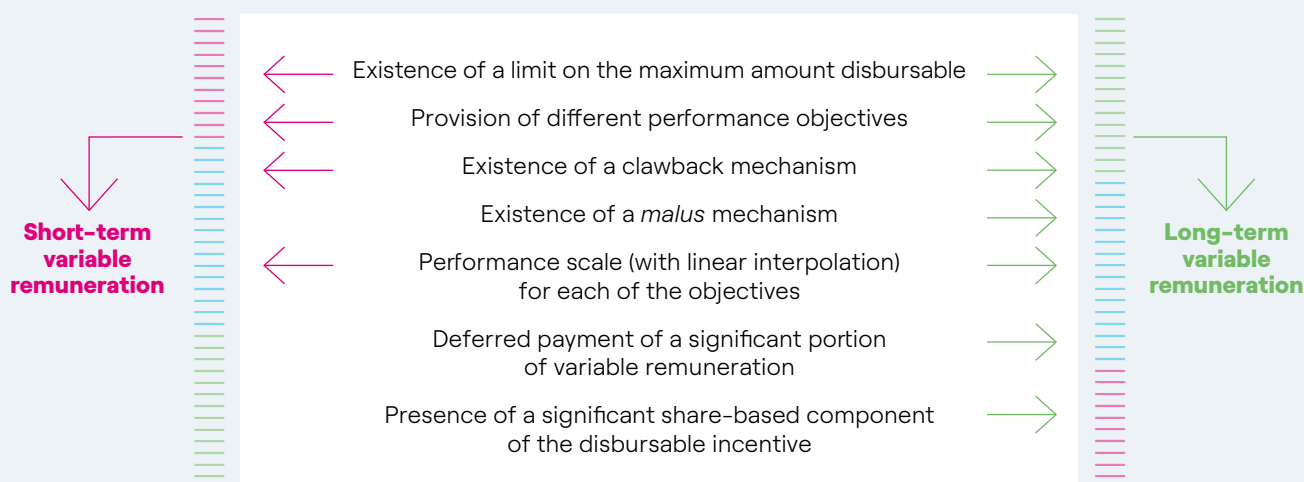 Existence of a limit on the maximum amount disbursable
Provision of different performance objectives
Existence of a clawback mechanism
Existence of a malus mechanism
Performance scale (with linear interpolation)
for each of the objectives
Deferred payment of a significant portion
of variable remuneration
Presence of a significant share-based component
of the disbursable incentive
Short-term
variable
remuneration
Long-term
variable
remuneration